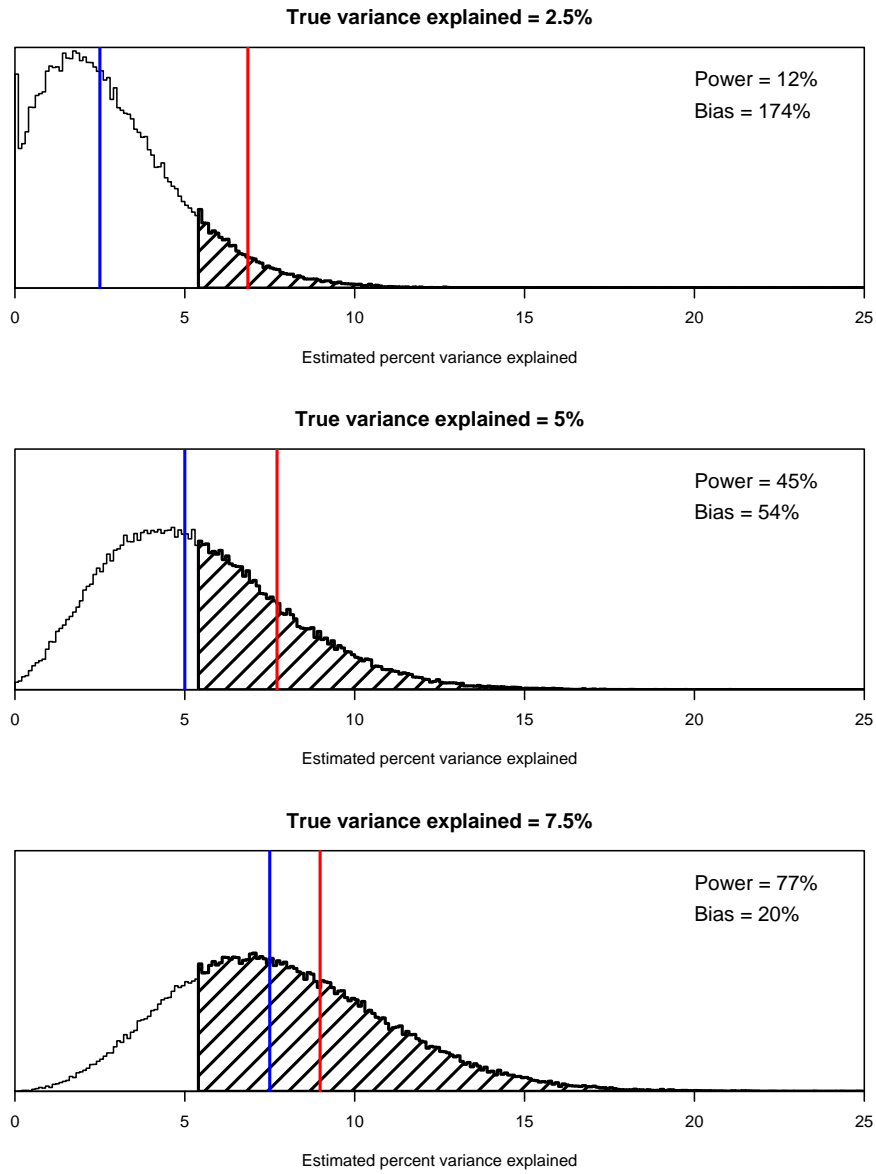 True variance explained = 2.5%
Power = 12%
Bias = 174%
0 5 10 15 20 25
Estimated percent variance explained
True variance explained = 5%
Power = 45%
Bias = 54%
0 5 10 15 20 25
Estimated percent variance explained
True variance explained = 7.5%
Power = 77%
Bias = 20%
0 5 10 15 20 25
Estimated percent variance explained